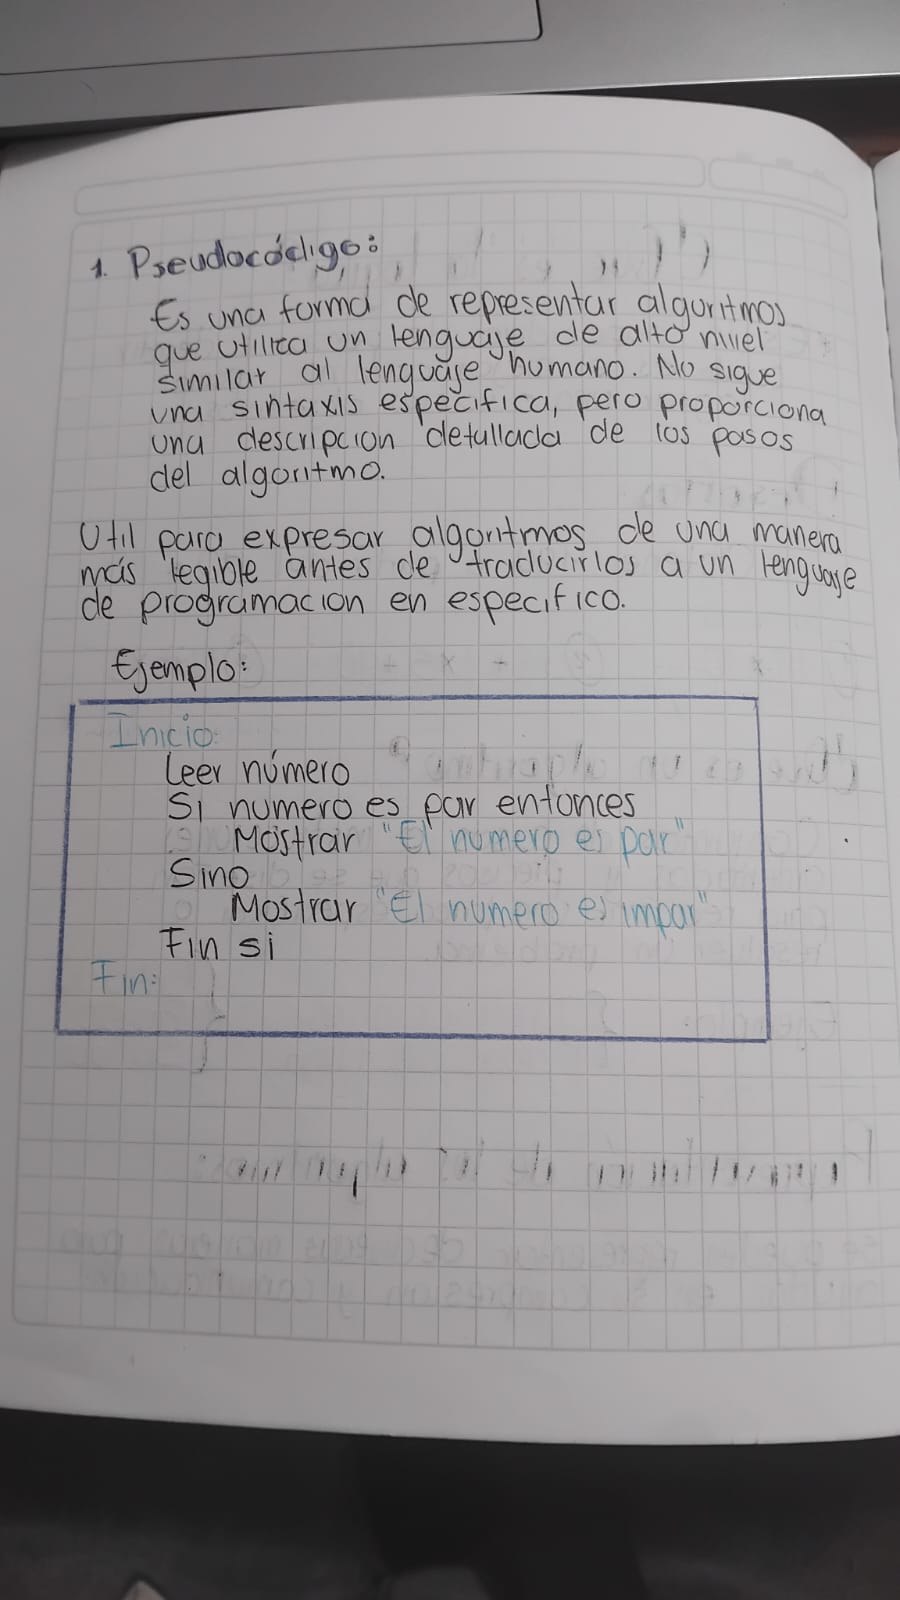 1. Pseudocódigo:
Es una forma de representar algoritmos
que utiliza un lenguaje de alto nivel
similar al lenguaje humano. No sigue
una sintaxis especifica, pero proporciona
una descripcion detallada de los pasos
del algoritmo.
Util para expresar algoritmos de una manera
más legible antes de traducirlos a un lenguaje
de programacion en especifico.
Ejemplo:
Inicio:
Leer número
Si numero es par entonces
Mostrar "El numero es par"
Sino
Mostrar "El numero es impar"
Fin si
Fin: